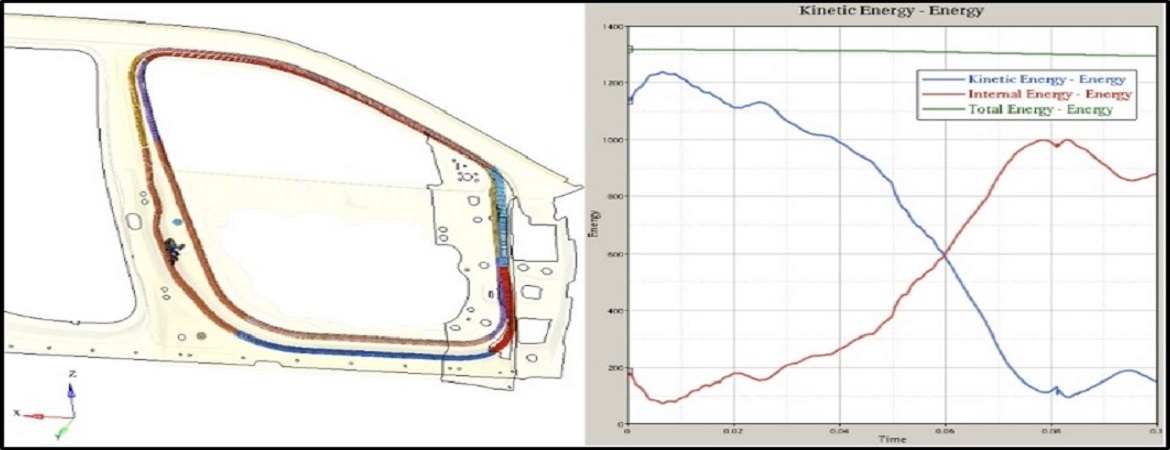 Kinetic Energy - Energy
1400
1200
1000
800
600
400
200
0
Energy
Kinetic Energy - Energy
Internal Energy - Energy
Total Energy - Energy
0 0.02 0.04 0.06 0.08 0.1
Time
Z
X
Y